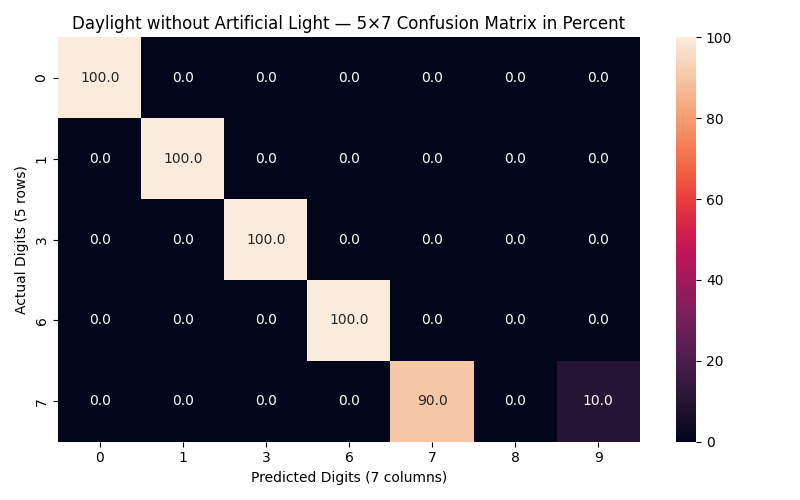 Daylight without Artificial Light — 5×7 Confusion Matrix in Percent
Actual Digits (5 rows)
0 100.0 0.0 0.0 0.0 0.0 0.0 0.0
1 0.0 100.0 0.0 0.0 0.0 0.0 0.0
3 0.0 0.0 100.0 0.0 0.0 0.0 0.0
6 0.0 0.0 0.0 100.0 0.0 0.0 0.0
7 0.0 0.0 0.0 0.0 90.0 0.0 10.0
0 1 3 6 7 8 9
Predicted Digits (7 columns)
100
80
60
40
20
0